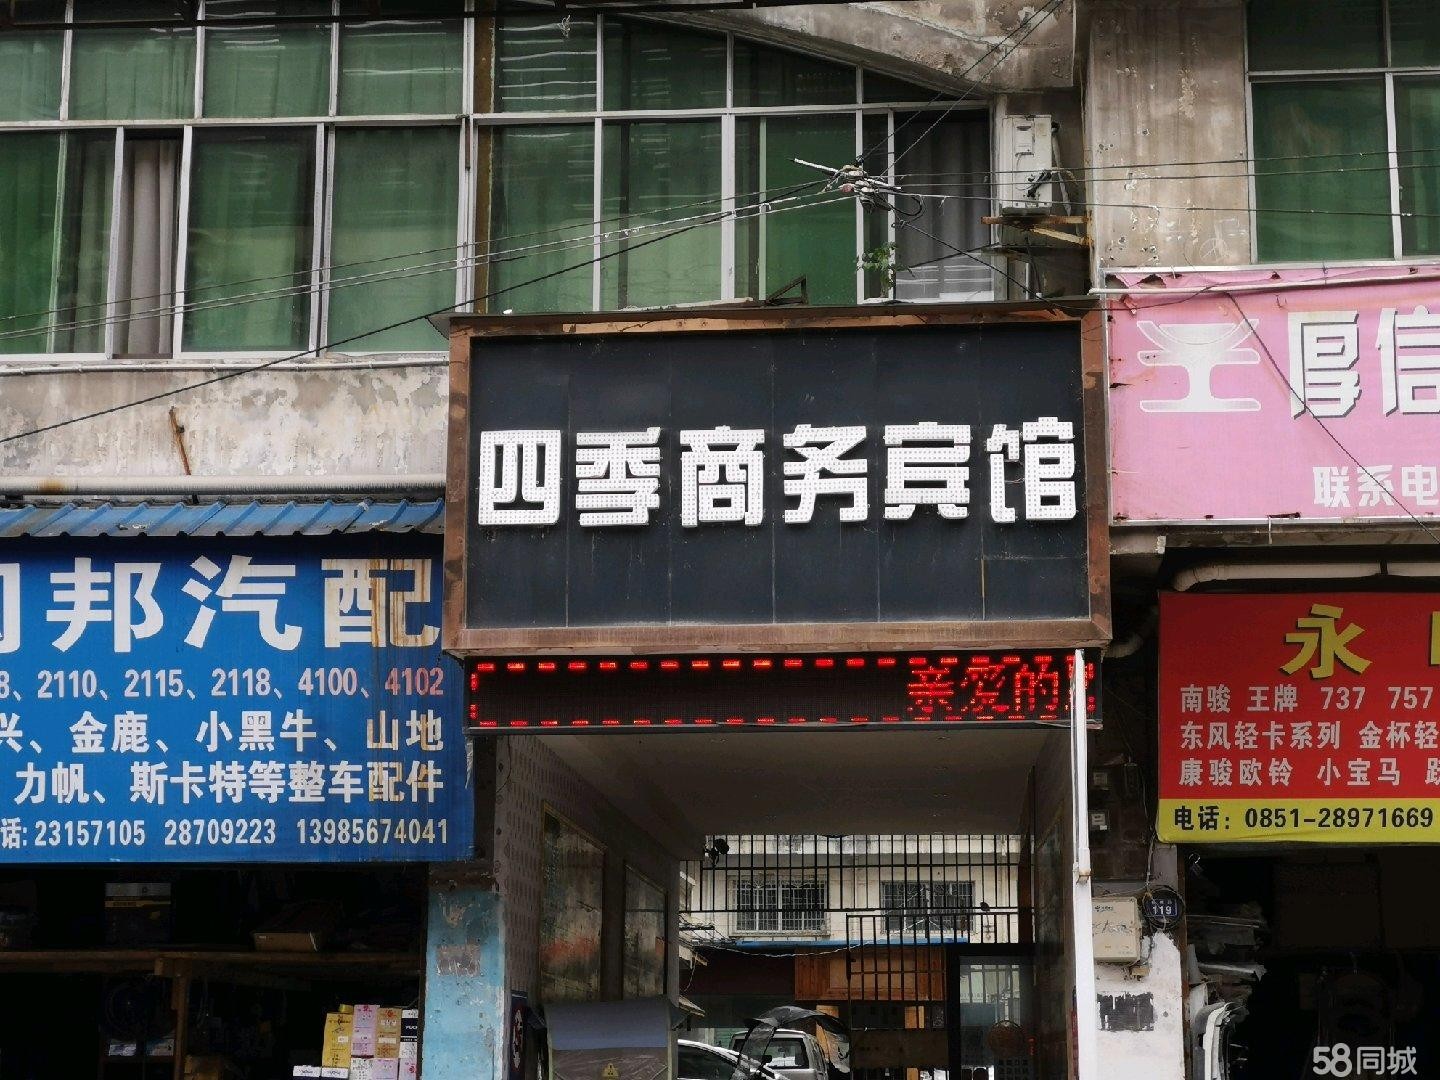 四季商务宾馆
亲爱的
邦汽配
8、2110、2115、2118、4100、4102
兴、金鹿、小黑牛、山地
力帆、斯卡特等整车配件
话:23157105 28709223 13985674041
厚信
联系电
永
南骏 王牌 737 757
东风轻卡系列 金杯轻
康骏欧铃 小宝马
电话：0851-28971669
119
58同城